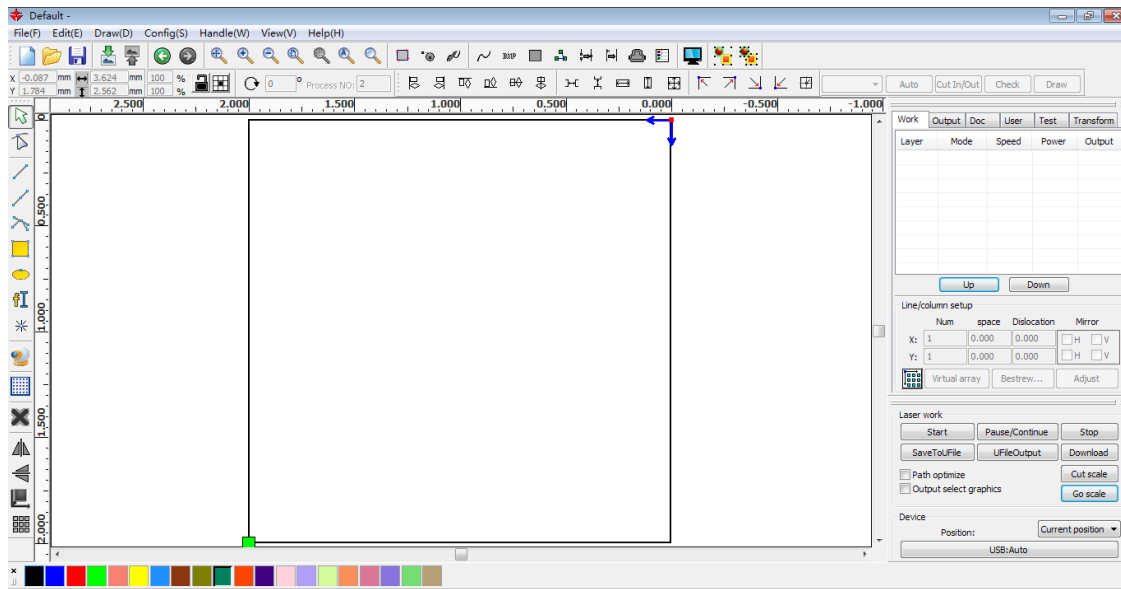 Default -
File(F) Edit(E) Draw(D) Config(S) Handle(W) View(V) Help(H)
BMP
X -0.087 mm 3.624 mm 100 % 0 ° Process NO: 2 Auto Cut In/Out Check Draw
Y 1.784 mm 2.562 mm 100 %
2.500 2.000 1.500 1.000 0.500 0.000 -0.500 -1.000
0
0.500
1.000
1.500
2.000
Work Output Doc User Test Transform
Layer Mode Speed Power Output
Up Down
Line/column setup
Num space Dislocation Mirror
X: 1 0.000 0.000 H V
Y: 1 0.000 0.000 H V
Virtual array Bestrew... Adjust
Laser work
Start Pause/Continue Stop
SaveToUFile UFileOutput Download
Path optimize Cut scale
Output select graphics Go scale
Device
Position: Current position
USB:Auto